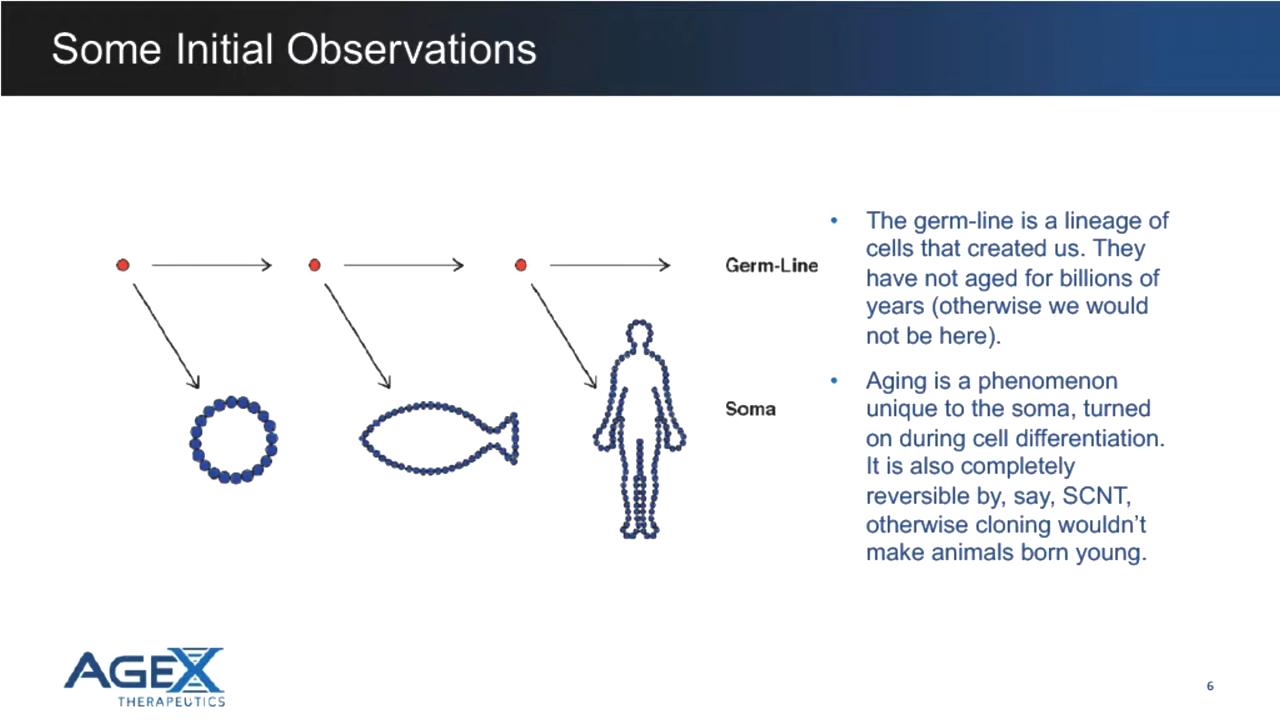 Some Initial Observations
Germ-Line
Soma
• The germ-line is a lineage of
cells that created us. They
have not aged for billions of
years (otherwise we would
not be here).
• Aging is a phenomenon
unique to the soma, turned
on during cell differentiation.
It is also completely
reversible by, say, SCNT,
otherwise cloning wouldn't
make animals born young.
AGEX
THERAPEUTICS
6